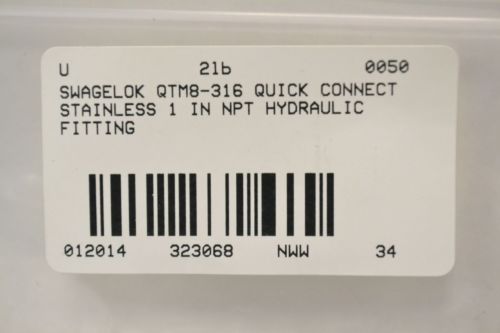 U 21b 0050
SWAGELOK QTM8-316 QUICK CONNECT
STAINLESS 1 IN NPT HYDRAULIC
FITTING
012014 323068 NWW 34